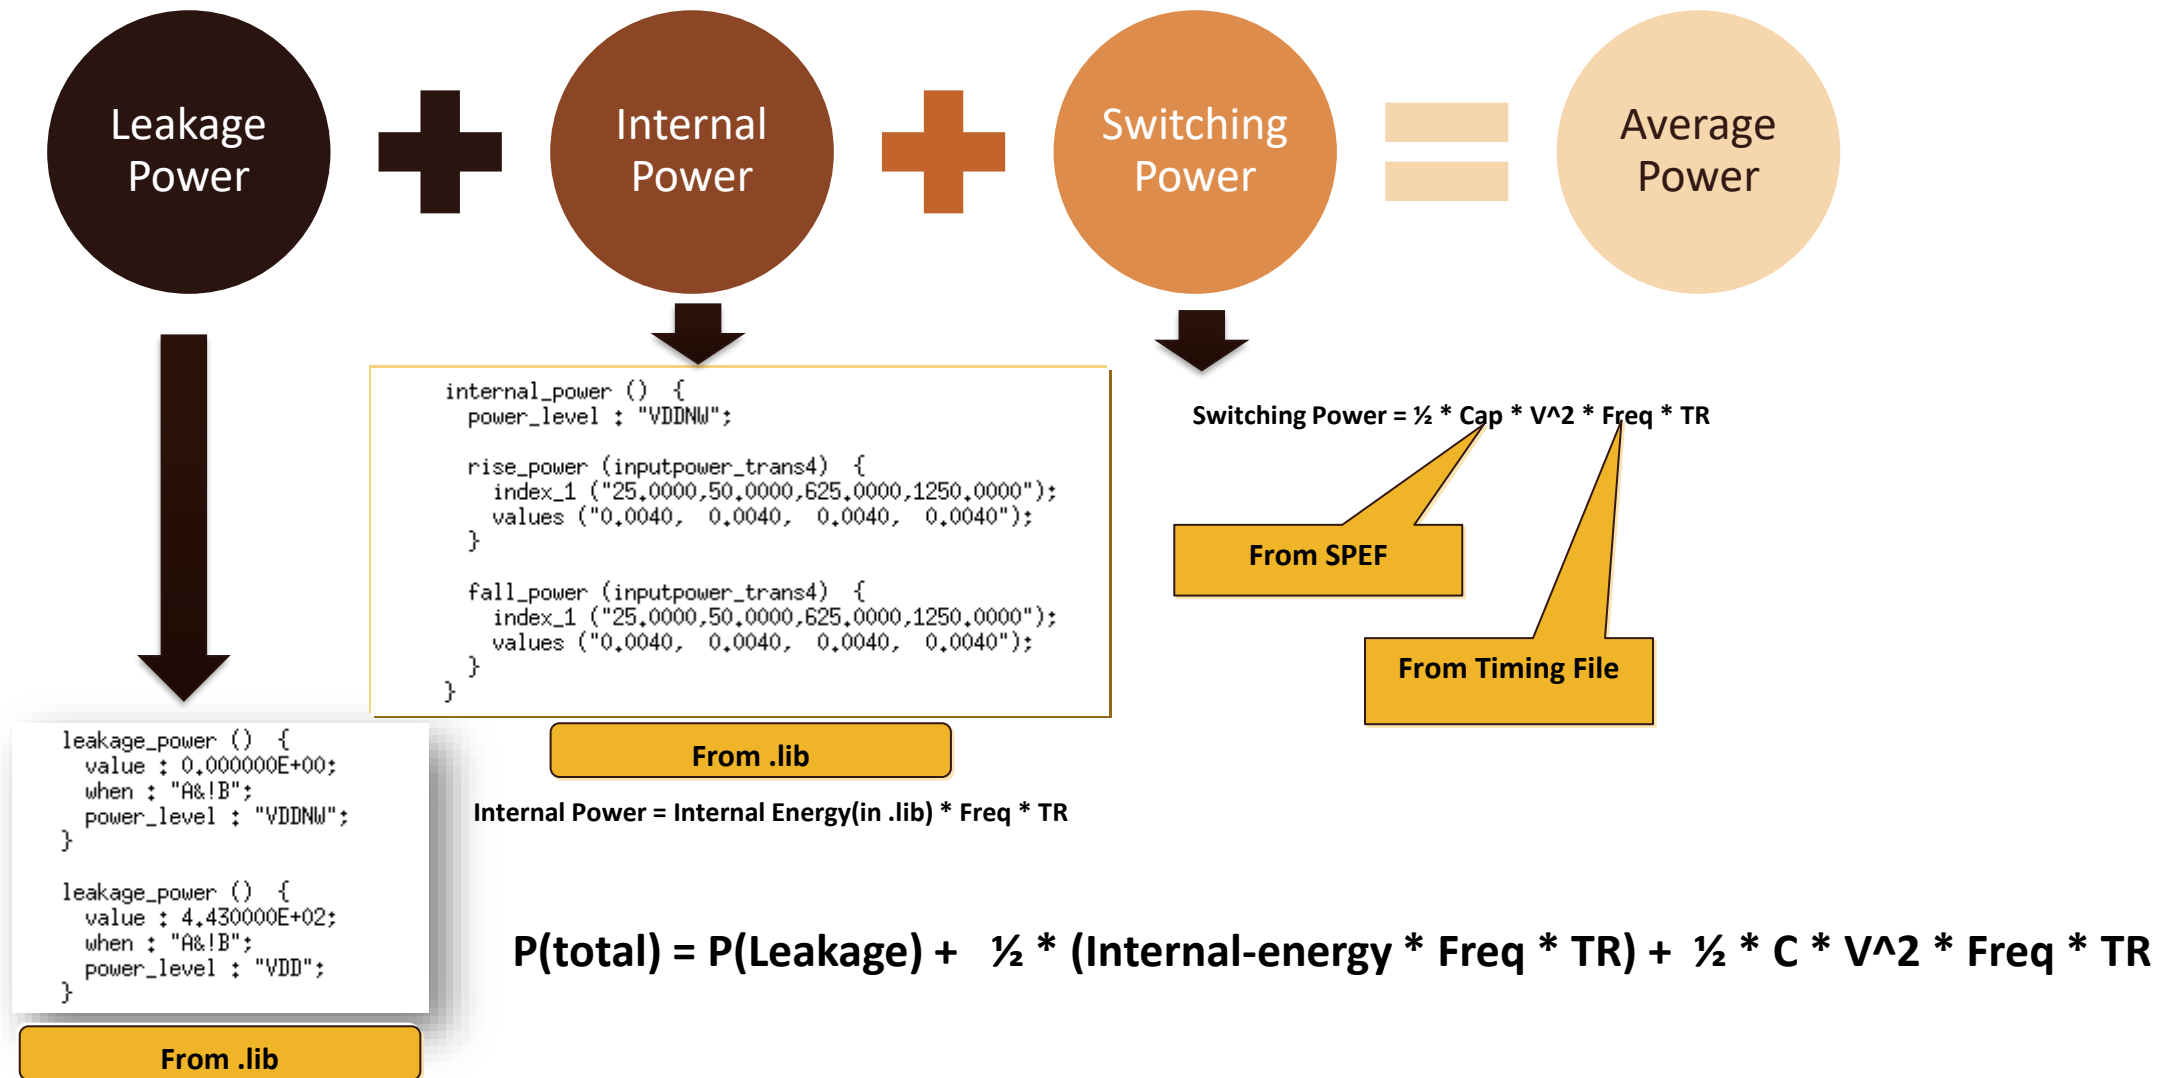 Leakage
Power
Internal
Power
Switching
Power
Average
Power
internal_power () {
power_level : "VDDNW";
rise_power (inputpower_trans4) {
index_1 ("25.0000,50.0000,625.0000,1250.0000");
values ("0.0040, 0.0040, 0.0040, 0.0040");
}
fall_power (inputpower_trans4) {
index_1 ("25.0000,50.0000,625.0000,1250.0000");
values ("0.0040, 0.0040, 0.0040, 0.0040");
}
}
From .lib
Internal Power = Internal Energy(in .lib) * Freq * TR
Switching Power = ½ * Cap * V^2 * Freq * TR
From SPEF
From Timing File
leakage_power () {
value : 0.000000E+00;
when : "A&!B";
power_level : "VDDNW";
}
leakage_power () {
value : 4.430000E+02;
when : "A&!B";
power_level : "VDD";
}
From .lib
P(total) = P(Leakage) + ½ * (Internal-energy * Freq * TR) + ½ * C * V^2 * Freq * TR